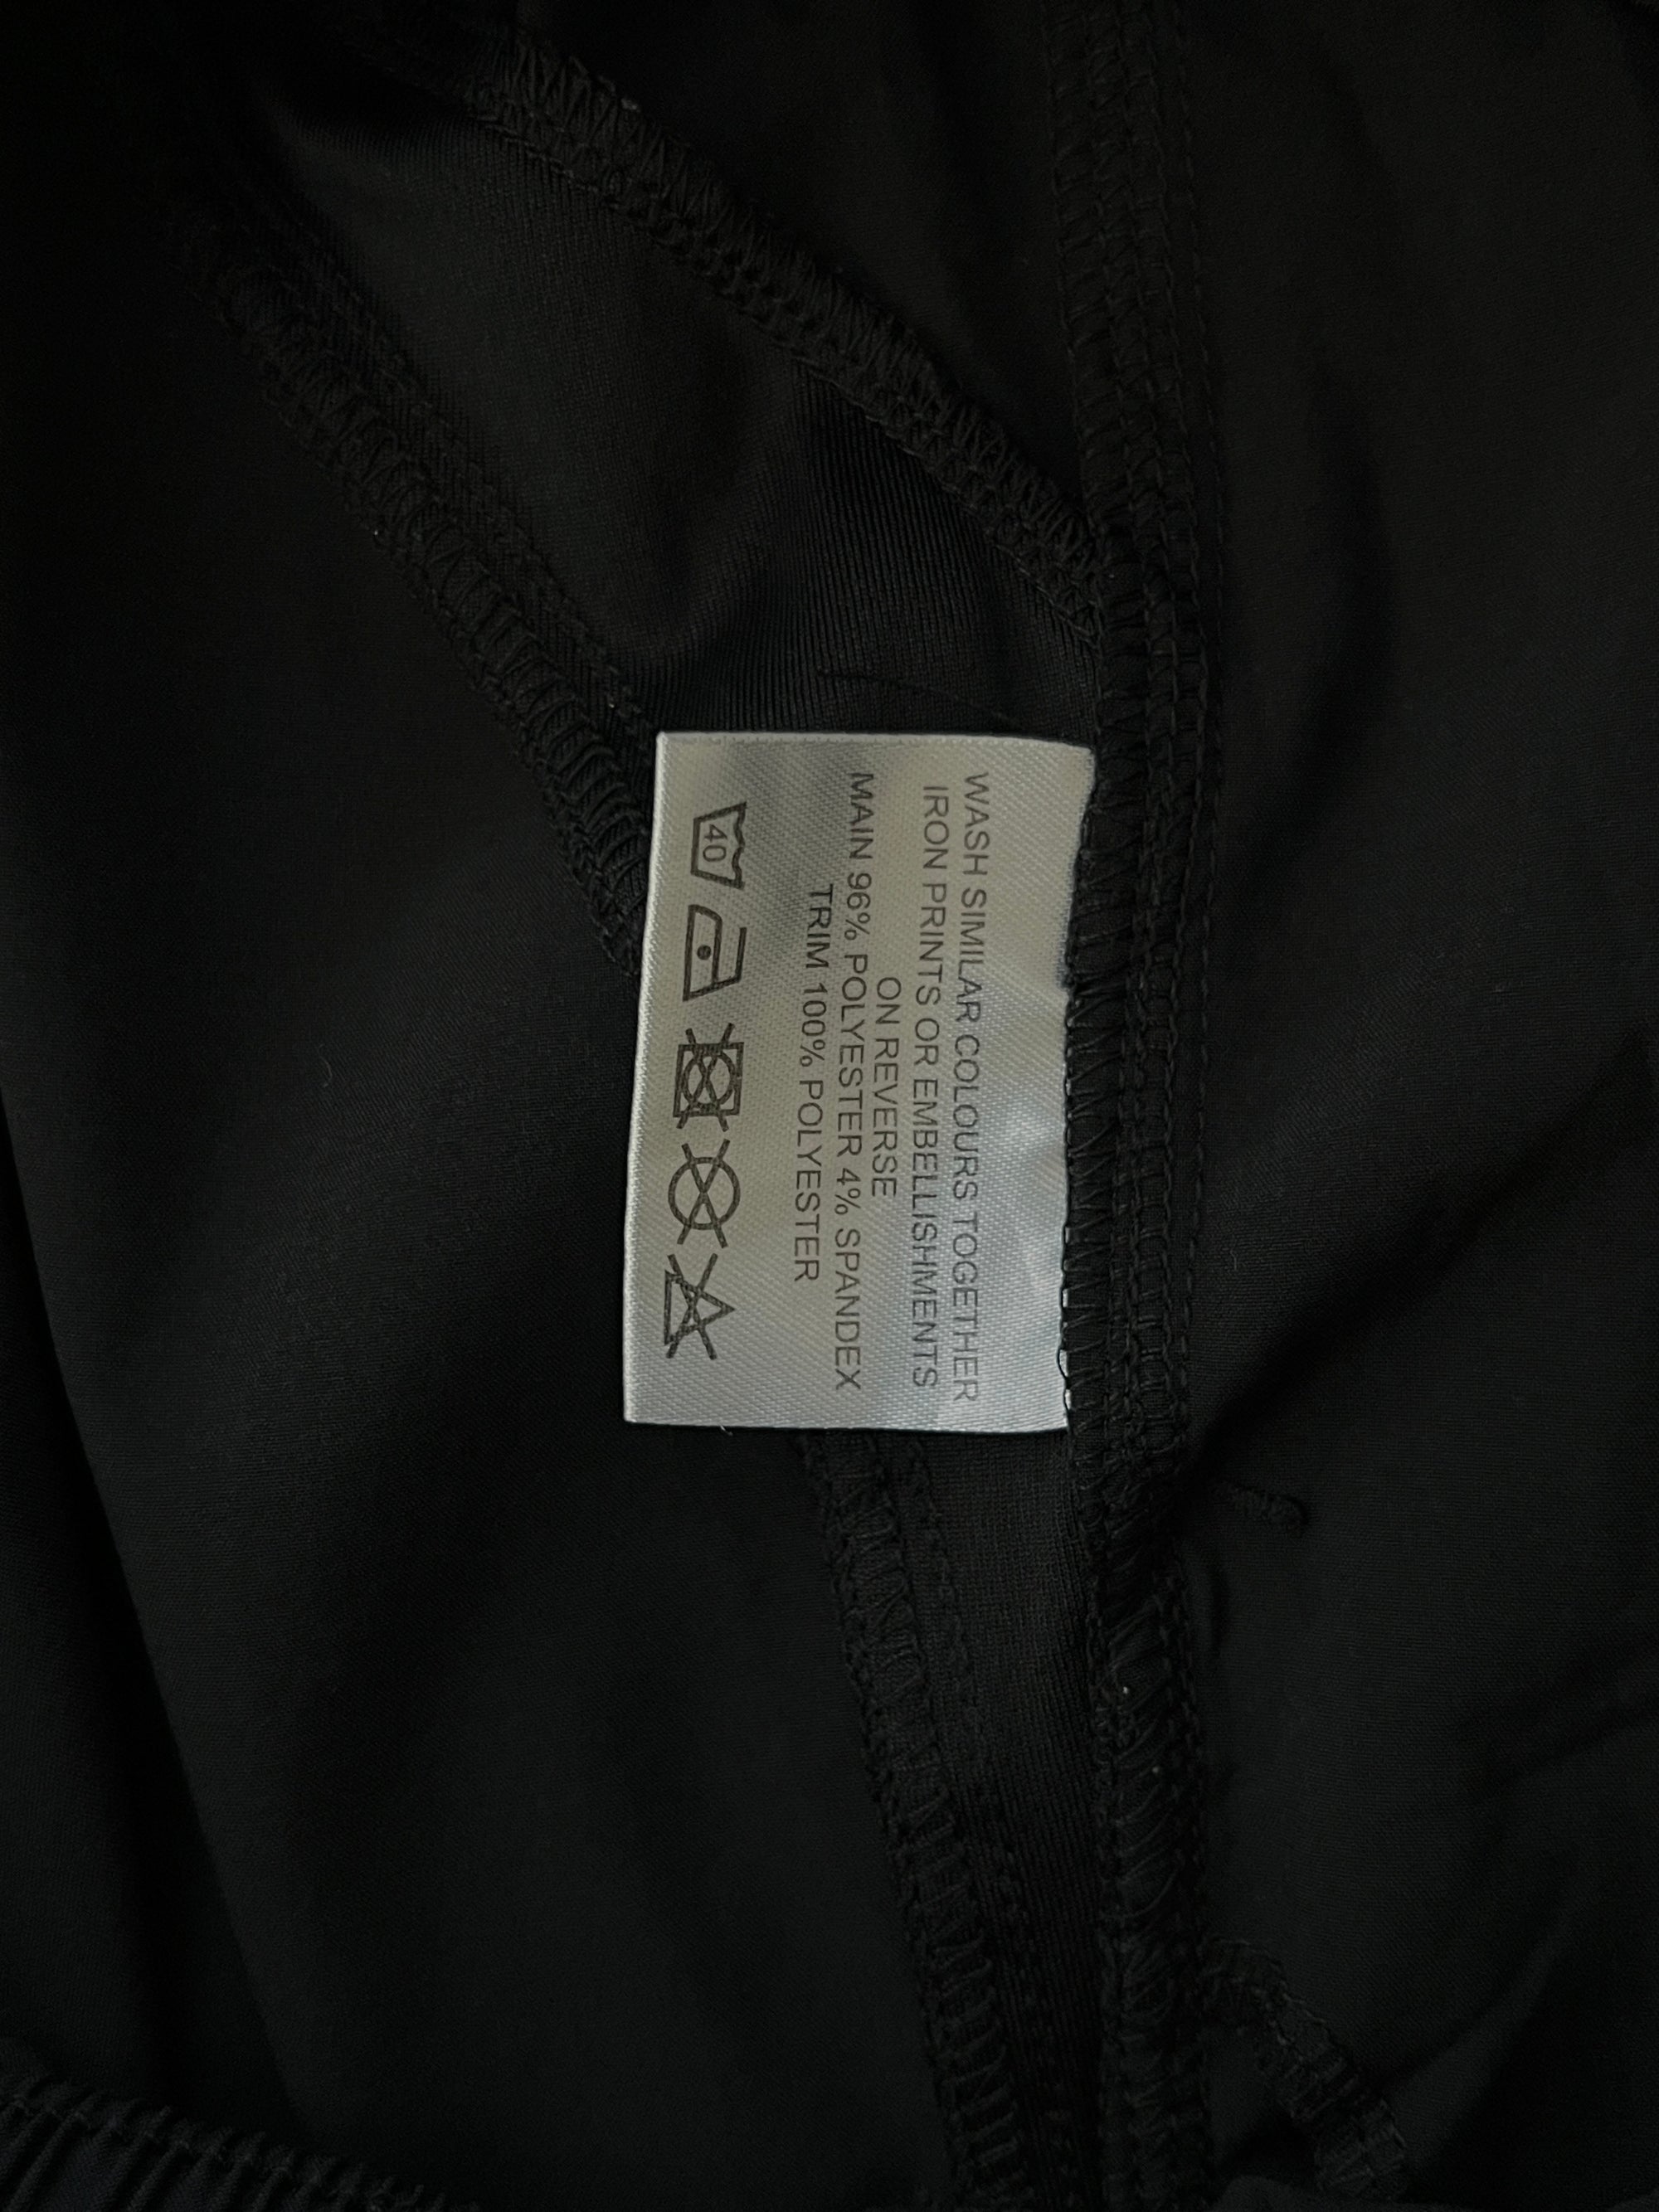 WASH SIMILAR COLOURS TOGETHER
IRON PRINTS OR EMBELLISHMENTS
ON REVERSE
MAIN 96% POLYESTER 4% SPANDEX
TRIM 100% POLYESTER
40